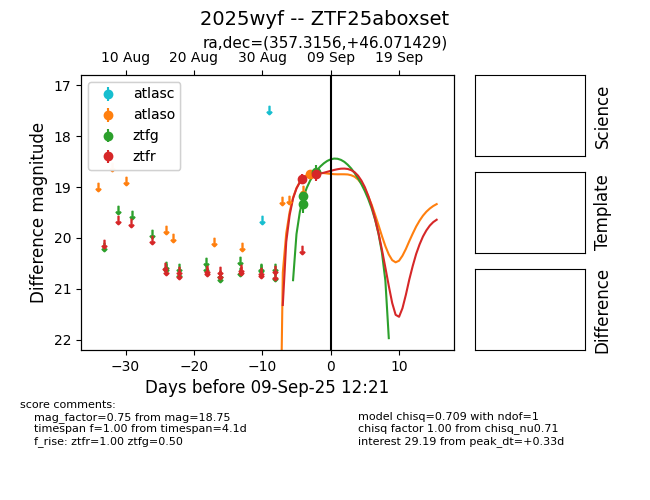 2025wyf -- ZTF25aboxset
ra,dec=(357.3156,+46.071429)
10 Aug 20 Aug 30 Aug 09 Sep 19 Sep
17
18
19
20
21
22
Difference magnitude
atlasc
atlaso
ztfg
ztfr
−30 −20 −10 0 10
Days before 09-Sep-25 12:21
Science
Template
Difference
score comments:
mag_factor=0.75 from mag=18.75
timespan f=1.00 from timespan=4.1d
f_rise: ztfr=1.00 ztfg=0.50
model chisq=0.709 with ndof=1
chisq factor 1.00 from chisq_nu0.71
interest 29.19 from peak_dt=+0.33d